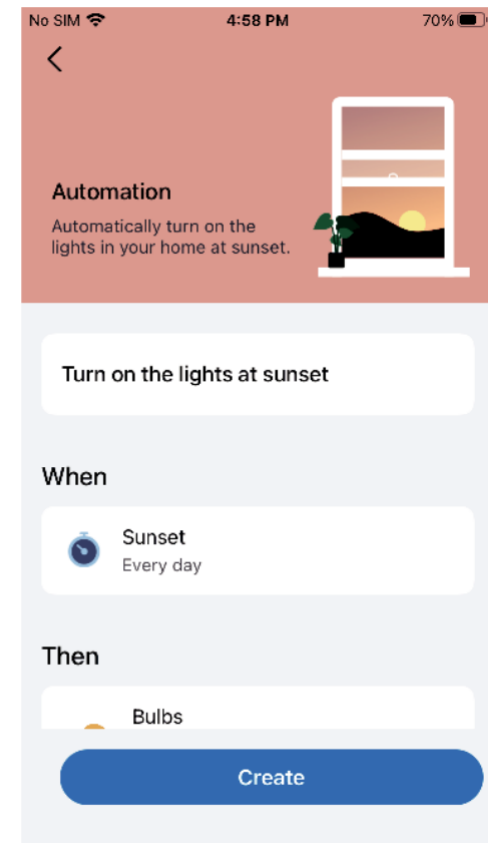 No SIM 4:58 PM 70%
Automation
Automatically turn on the
lights in your home at sunset.
Turn on the lights at sunset
When
Sunset
Every day
Then
Bulbs
Create